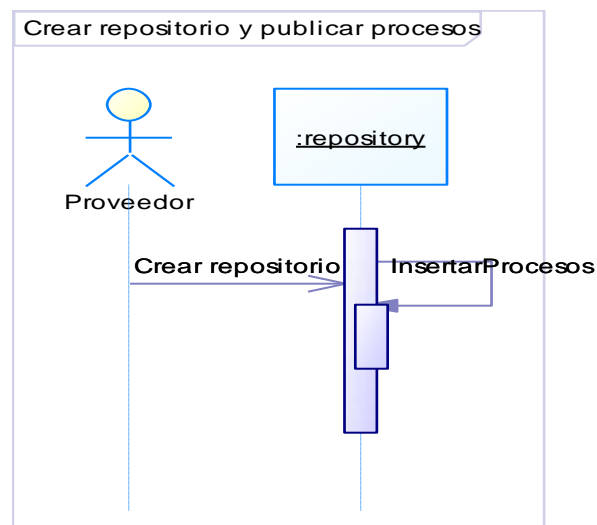 Crear repositorio y publicar procesos
:repository
Proveedor
Crear repositorio
InsertarProcesos